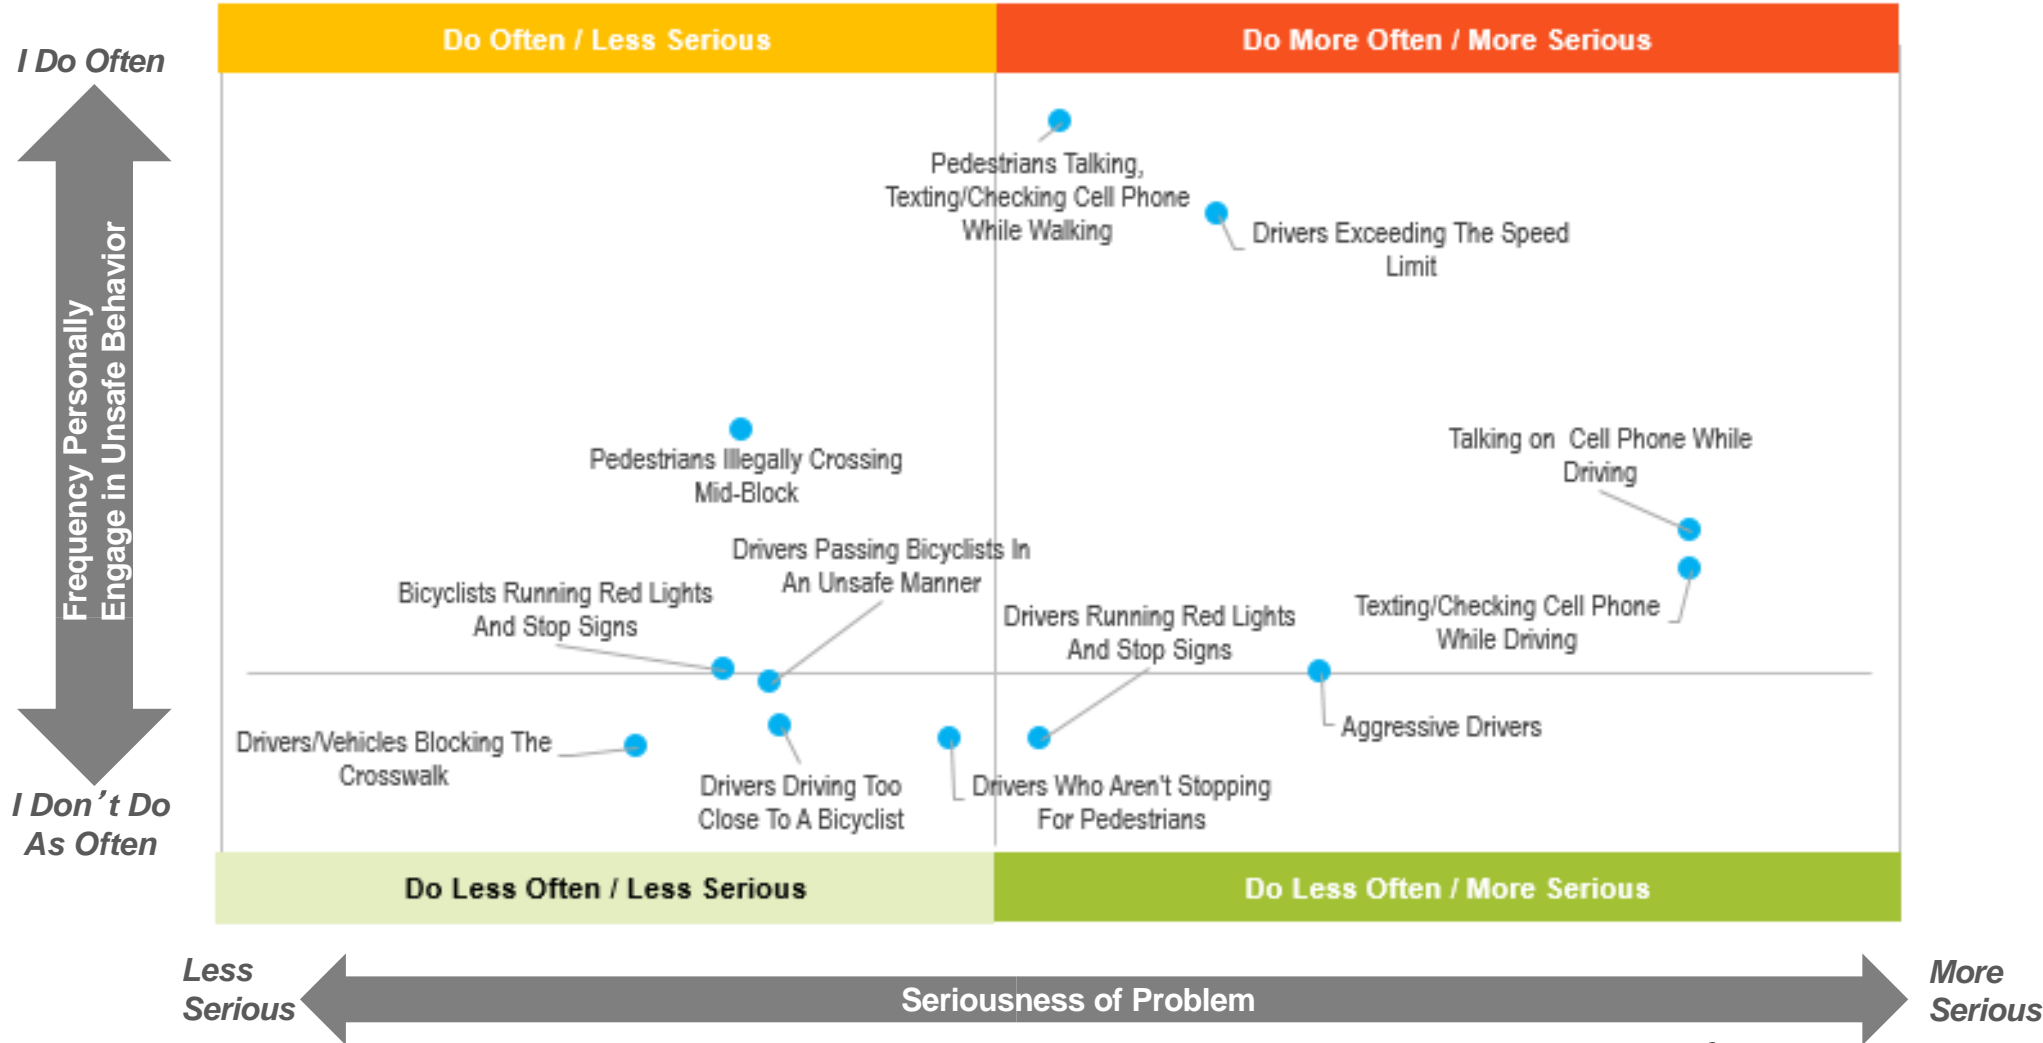 Do Often / Less Serious
Do More Often / More Serious
I Do Often
Pedestrians Talking,
Texting/Checking Cell Phone
While Walking
Drivers Exceeding The Speed
Limit
Frequency Personally
Engage in Unsafe Behavior
Pedestrians Illegally Crossing
Mid-Block
Talking on  Cell Phone While
Driving
Drivers Passing Bicyclists In
An Unsafe Manner
Bicyclists Running Red Lights
And Stop Signs
Drivers Running Red Lights
And Stop Signs
Texting/Checking Cell Phone
While Driving
Aggressive Drivers
Drivers/Vehicles Blocking The
Crosswalk
Drivers Driving Too
Close To A Bicyclist
Drivers Who Aren't Stopping
For Pedestrians
I Don’t Do
As Often
Do Less Often / Less Serious
Do Less Often / More Serious
Less
Serious
Seriousness of Problem
More
Serious